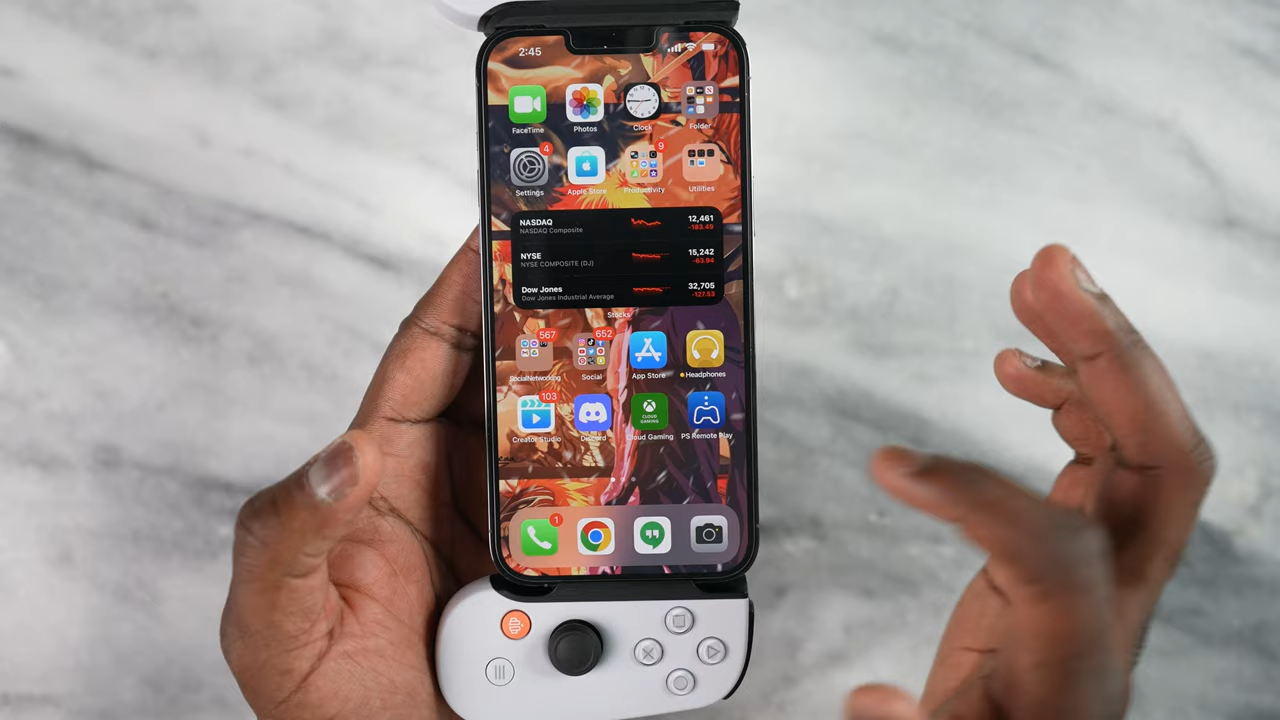 2:45
FaceTime
Photos
Clock
Folder
4
9
Settings
Apple Store
Productivity
Utilities
NASDAQ
NASDAQ Composite
12,461
-183.49
NYSE
NYSE COMPOSITE (DJ)
15,242
-63.94
Dow Jones
Dow Jones Industrial Average
32,705
-127.53
Stocks
567
652
SocialNetworking
Social
App Store
Headphones
103
CLOUD
GAMING
Creator Studio
Discord
Cloud Gaming
PS Remote Play
1